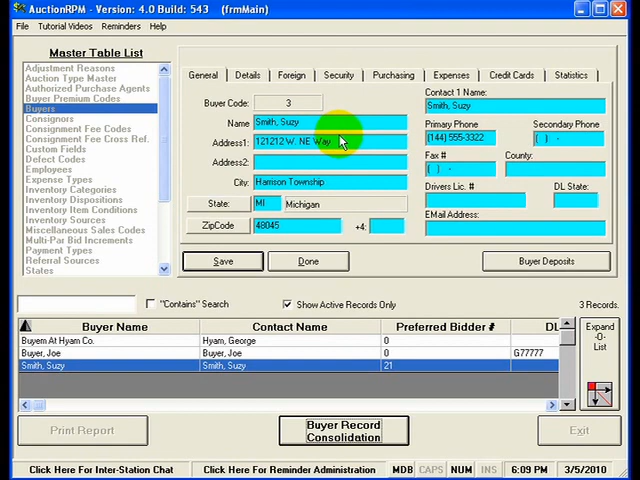 AuctionRPM - Version: 4.0 Build: 543 (frmMain)
File Tutorial Videos Reminders Help
Master Table List
Adjustment Reasons
Auction Type Master
Authorized Purchase Agents
Buyer Premium Codes
Buyers
Consignors
Consignment Fee Codes
Consignment Fee Cross Ref.
Custom Fields
Defect Codes
Employees
Expense Types
Inventory Categories
Inventory Dispositions
Inventory Item Conditions
Inventory Sources
Miscellaneous Sales Codes
Multi-Par Bid Increments
Payment Types
Referral Sources
States
General Details Foreign Security Purchasing Expenses Credit Cards Statistics
Buyer Code: 3
Name Smith, Suzy
Address1: 121212 W. NE Way
Address2:
City: Harrison Township
State: MI Michigan
ZipCode 48045 +4:
Contact 1 Name:
Smith, Suzy
Primary Phone Secondary Phone
(144) 555-3322 ( ) -
Fax # County:
( ) -
Drivers Lic. # DL State:
EMail Address:
Save Done Buyer Deposits
"Contains" Search Show Active Records Only 3 Records.
Buyer Name Contact Name Preferred Bidder # DL
Buyem At Hyam Co. Hyam, George 0
Buyer, Joe Buyer, Joe 0 G77777
Smith, Suzy Smith, Suzy 21
Expand
-O-
List
Print Report Buyer Record
Consolidation Exit
Click Here For Inter-Station Chat Click Here For Reminder Administration MDB CAPS NUM INS 6:09 PM 3/5/2010